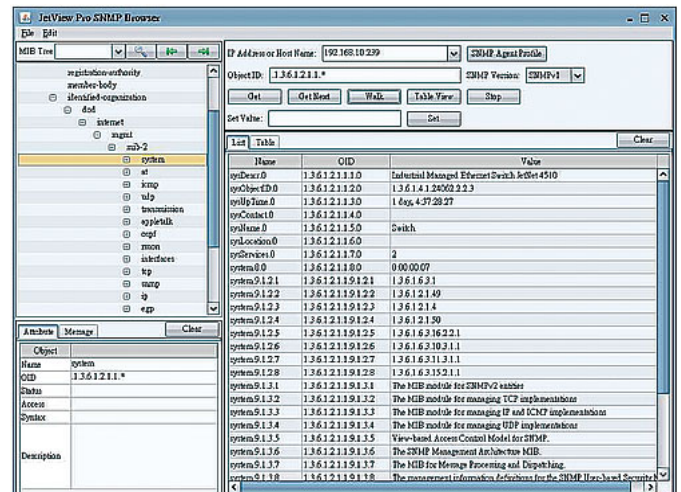 JetView Pro SNMP Browser
File Edit
MIB Tree
registration-authority
member-body
identified-organization
dod
internet
mgmt
mib-2
system
at
icmp
udp
transmission
appletalk
ospf
rmon
interfaces
tcp
snmp
ip
egp
Attribute Message Clear
Object
Name system
OID .1.3.6.1.2.1.1.*
Status
Access
Syntax
Description
IP Address or Host Name: 192.168.10.239 SNMP Agent Profile
Object ID: .1.3.6.1.2.1.1.* SNMP Version: SNMPv1
Get Get Next Walk Table View Stop
Set Value: Set
List Table Clear
Name OID Value
sysDescr.0 1.3.6.1.2.1.1.1.0 Industrial Managed Ethernet Switch JetNet 4510
sysObjectID.0 1.3.6.1.2.1.1.2.0 1.3.6.1.4.1.24062.2.2.3
sysUpTime.0 1.3.6.1.2.1.1.3.0 1 day, 4:37:28.27
sysContact.0 1.3.6.1.2.1.1.4.0
sysName.0 1.3.6.1.2.1.1.5.0 Switch
sysLocation.0 1.3.6.1.2.1.1.6.0
sysServices.0 1.3.6.1.2.1.1.7.0 2
system.8.0 1.3.6.1.2.1.1.8.0 0:00:00.07
system.9.1.2.1 1.3.6.1.2.1.1.9.1.2.1 1.3.6.1.6.3.1
system.9.1.2.2 1.3.6.1.2.1.1.9.1.2.2 1.3.6.1.2.1.49
system.9.1.2.3 1.3.6.1.2.1.1.9.1.2.3 1.3.6.1.2.1.4
system.9.1.2.4 1.3.6.1.2.1.1.9.1.2.4 1.3.6.1.2.1.50
system.9.1.2.5 1.3.6.1.2.1.1.9.1.2.5 1.3.6.1.6.3.16.2.2.1
system.9.1.2.6 1.3.6.1.2.1.1.9.1.2.6 1.3.6.1.6.3.10.3.1.1
system.9.1.2.7 1.3.6.1.2.1.1.9.1.2.7 1.3.6.1.6.3.11.3.1.1
system.9.1.2.8 1.3.6.1.2.1.1.9.1.2.8 1.3.6.1.6.3.15.2.1.1
system.9.1.3.1 1.3.6.1.2.1.1.9.1.3.1 The MIB module for SNMPv2 entities
system.9.1.3.2 1.3.6.1.2.1.1.9.1.3.2 The MIB module for managing TCP implementations
system.9.1.3.3 1.3.6.1.2.1.1.9.1.3.3 The MIB module for managing IP and ICMP implementations
system.9.1.3.4 1.3.6.1.2.1.1.9.1.3.4 The MIB module for managing UDP implementations
system.9.1.3.5 1.3.6.1.2.1.1.9.1.3.5 View-based Access Control Model for SNMP.
system.9.1.3.6 1.3.6.1.2.1.1.9.1.3.6 The SNMP Management Architecture MIB.
system.9.1.3.7 1.3.6.1.2.1.1.9.1.3.7 The MIB for Message Processing and Dispatching.
system.9.1.3.8 1.3.6.1.2.1.1.9.1.3.8 The management information definitions for the SNMP User-based Security